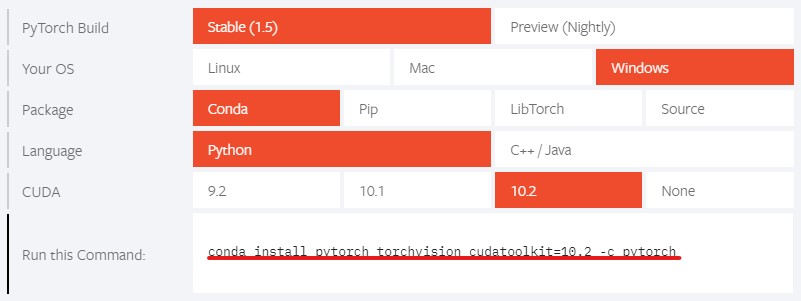 PyTorch Build Stable (1.5) Preview (Nightly)
Your OS Linux Mac Windows
Package Conda Pip LibTorch Source
Language Python C++ / Java
CUDA 9.2 10.1 10.2 None
Run this Command: conda install pytorch torchvision cudatoolkit=10.2 -c pytorch